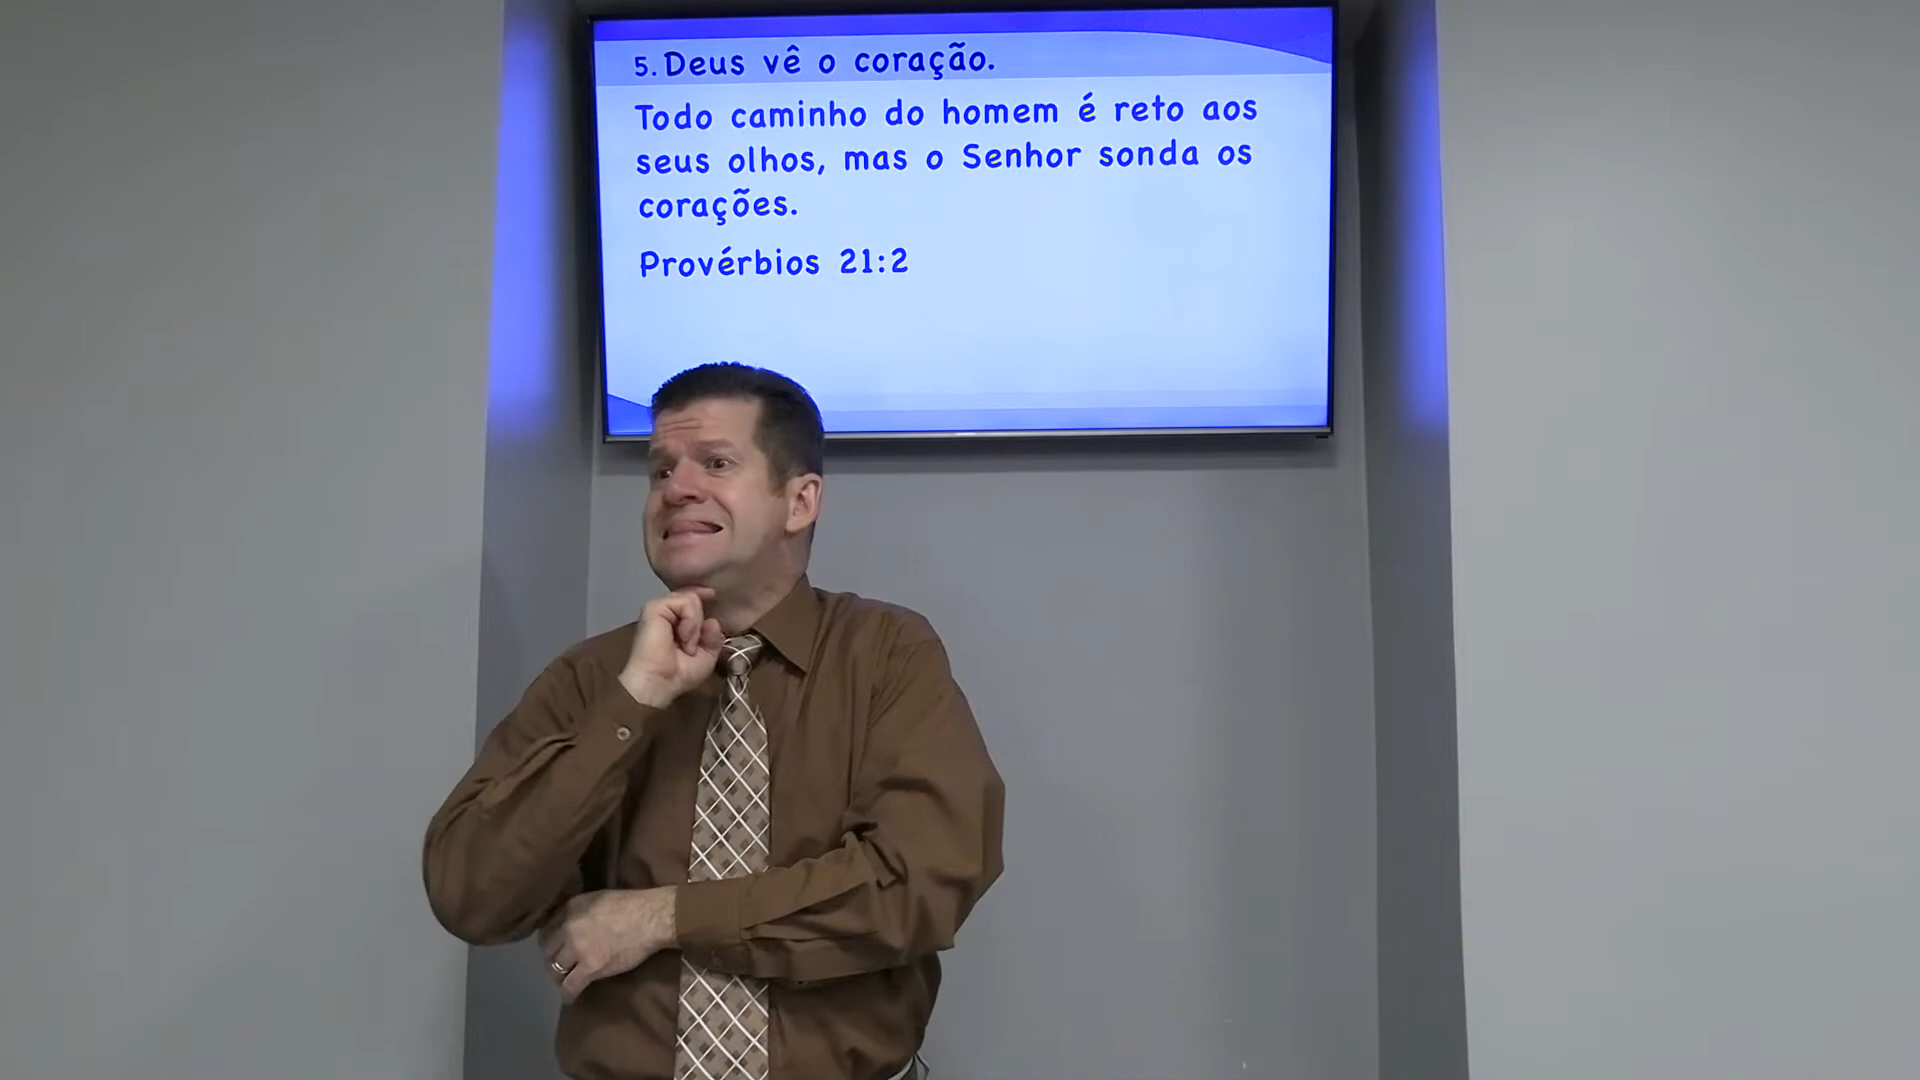 5. Deus vê o coração.
Todo caminho do homem é reto aos
seus olhos, mas o Senhor sonda os
corações.
Provérbios 21:2